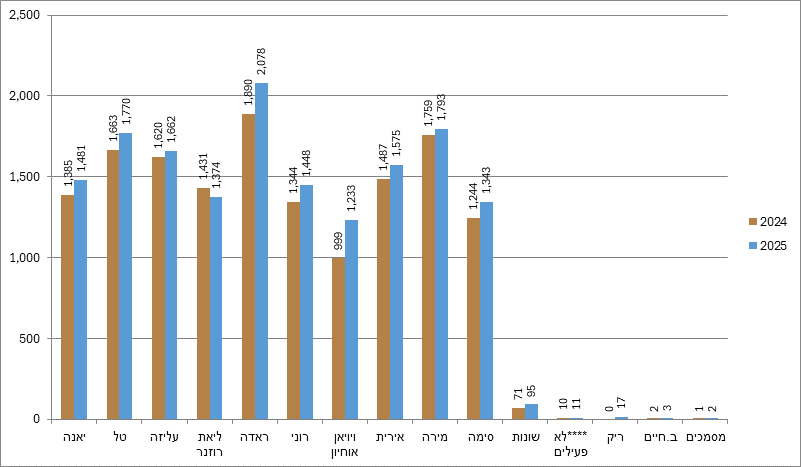 2,500
2,000
1,500
1,000
500
0
1,385
1,481
1,663
1,770
1,620
1,662
1,431
1,374
1,890
2,078
1,344
1,448
999
1,233
1,487
1,575
1,759
1,793
1,244
1,343
71
95
10
11
0
17
2
3
1
2
יאנה
טל
עליזה
ליאת
רוזנר
ראדה
רוני
ויויאן
אוחיון
אירית
מירה
סימה
שונות
****לא
פעילים
ריק
ב.חיים
מסמכים
2024
2025